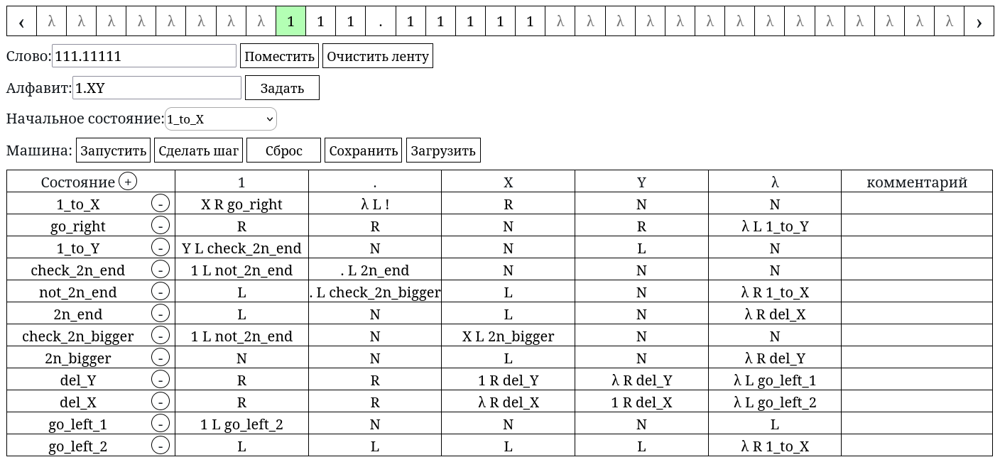 ‹ λ λ λ λ λ λ λ λ 1 1 1 . 1 1 1 1 1 λ λ λ λ λ λ λ λ λ λ λ λ λ λ ›
Слово: 111.11111 Поместить Очистить ленту
Алфавит: 1.XY Задать
Начальное состояние: 1_to_X
Машина: Запустить Сделать шаг Сброс Сохранить Загрузить
Состояние + 1 . X Y λ комментарий
1_to_X - X R go_right λ L ! R N N
go_right - R R N R λ L 1_to_Y
1_to_Y - Y L check_2n_end N N L N
check_2n_end - 1 L not_2n_end . L 2n_end N N N
not_2n_end - L . L check_2n_bigger L N λ R 1_to_X
2n_end - L N L N λ R del_X
check_2n_bigger - 1 L not_2n_end N X L 2n_bigger N N
2n_bigger - N N L N λ R del_Y
del_Y - R R 1 R del_Y λ R del_Y λ L go_left_1
del_X - R R λ R del_X 1 R del_X λ L go_left_2
go_left_1 - 1 L go_left_2 N N N L
go_left_2 - L L L L λ R 1_to_X